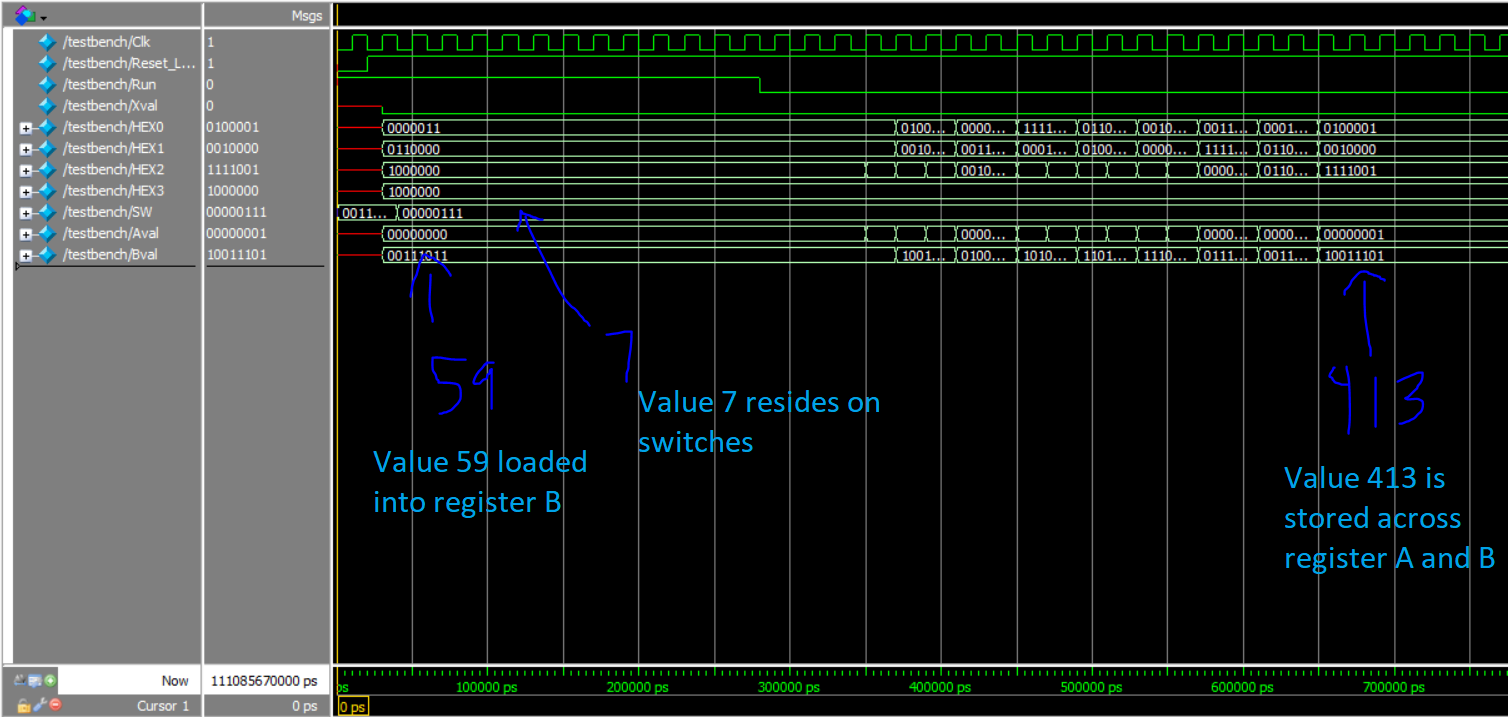 Msgs
/testbench/Clk 1
/testbench/Reset_L... 1
/testbench/Run 0
/testbench/Xval 0
/testbench/HEX0 0100001 0000011 0100... 0000... 1111... 0110... 0010... 0011... 0001... 0100001
/testbench/HEX1 0010000 0110000 0010... 0011... 0001... 0100... 0000... 1111... 0110... 0010000
/testbench/HEX2 1111001 1000000 0010... 0000... 0110... 1111001
/testbench/HEX3 1000000 1000000
/testbench/SW 00000111 0011... 00000111
/testbench/Aval 00000001 00000000 0000... 0000... 0000... 00000001
/testbench/Bval 10011101 00111011 1001... 0100... 1010... 1101... 1110... 0111... 0011... 10011101
59
7
413
Value 59 loaded
into register B
Value 7 resides on
switches
Value 413 is
stored across
register A and B
Now 111085670000 ps
ps 100000 ps 200000 ps 300000 ps 400000 ps 500000 ps 600000 ps 700000 ps
Cursor 1 0 ps 0 ps